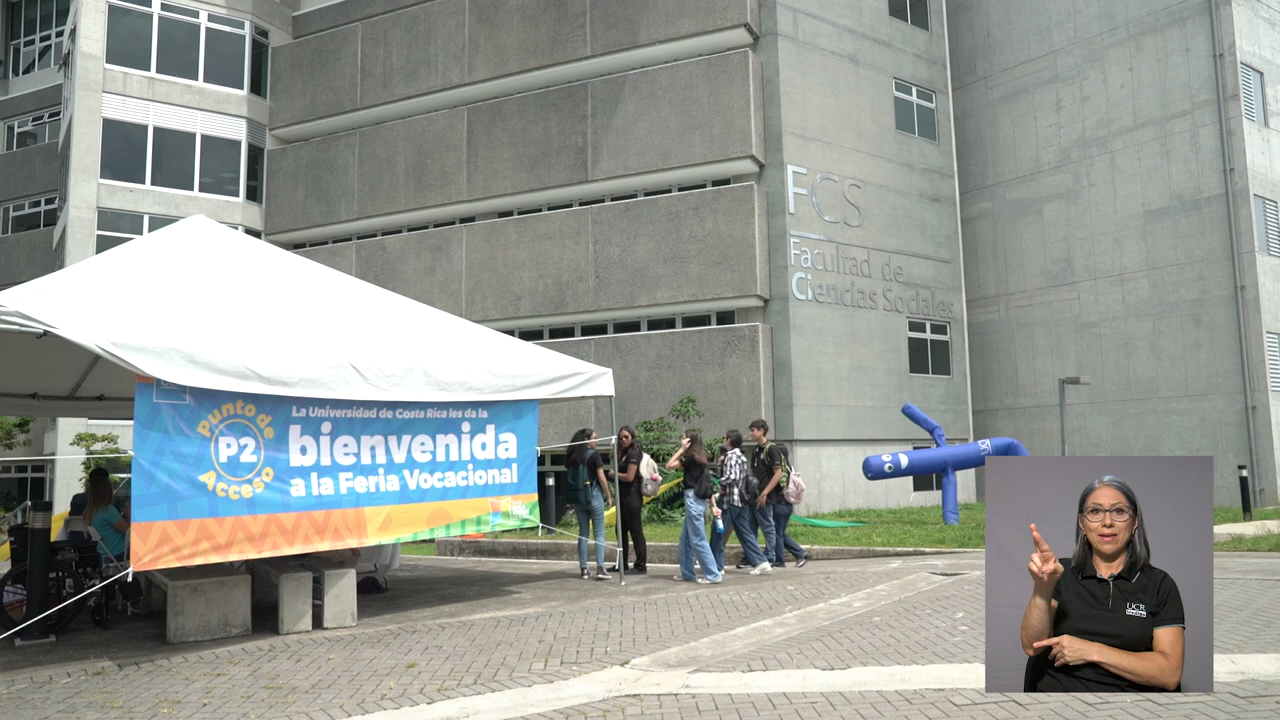 FCS
Facultad de
Ciencias Sociales
Punto de
P2
Acceso
La Universidad de Costa Rica les da la
bienvenida
a la Feria Vocacional
UCR